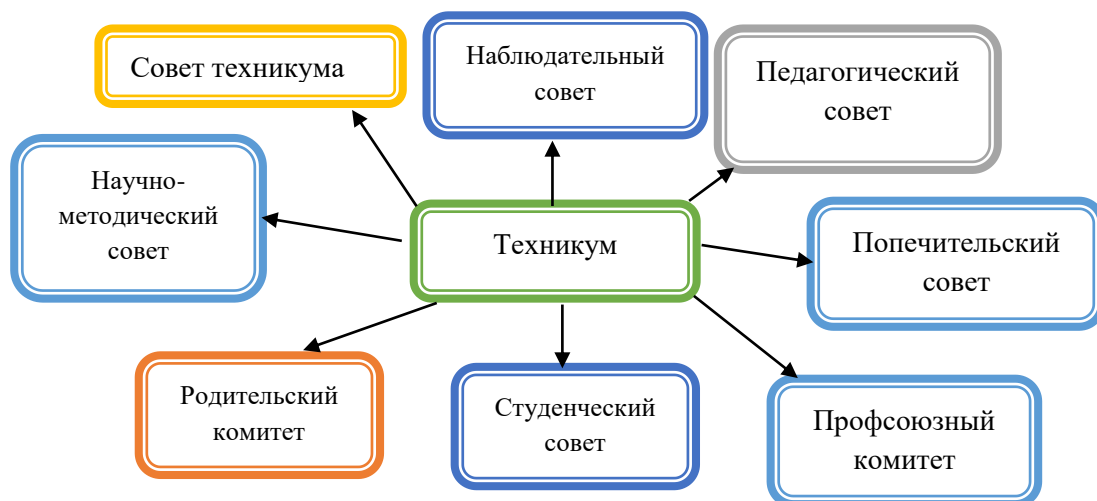 Совет техникума
Наблюдательный
совет
Педагогический
совет
Научно-
методический
совет
Техникум
Попечительский
совет
Родительский
комитет
Студенческий
совет
Профсоюзный
комитет